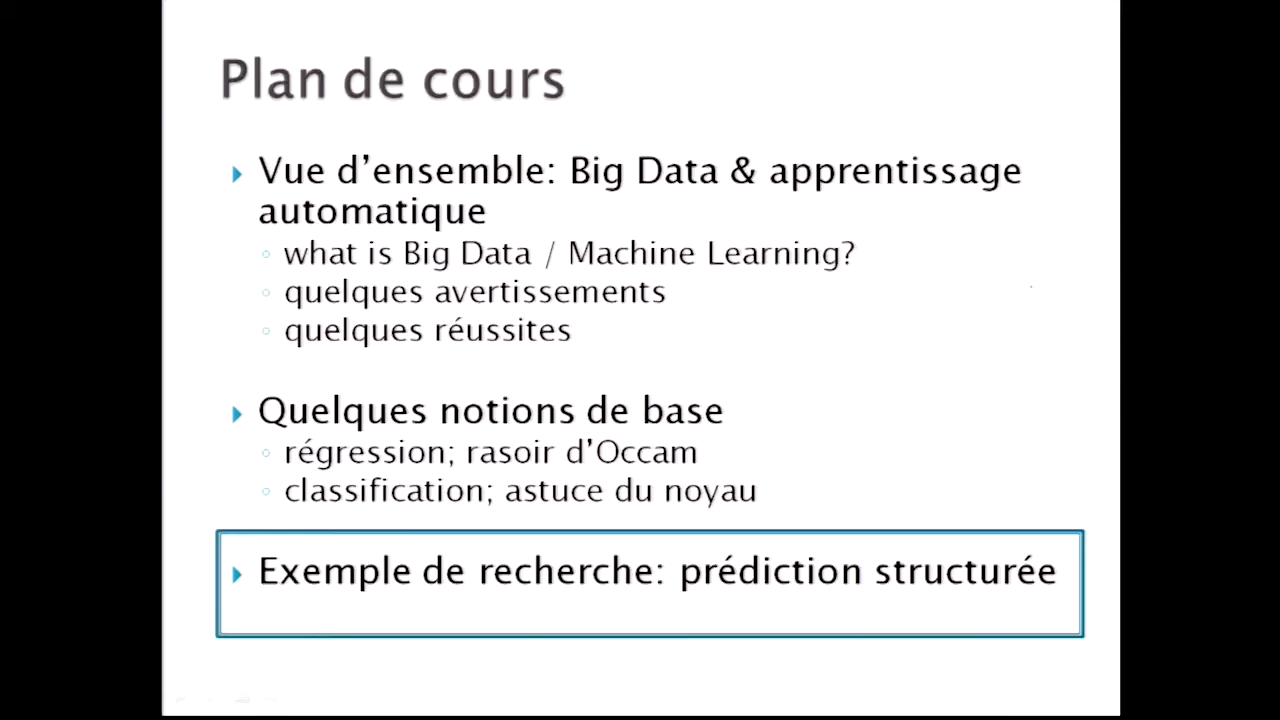 Plan de cours
Vue d’ensemble: Big Data & apprentissage
automatique
what is Big Data / Machine Learning?
quelques avertissements
quelques réussites
Quelques notions de base
régression; rasoir d’Occam
classification; astuce du noyau
Exemple de recherche: prédiction structurée